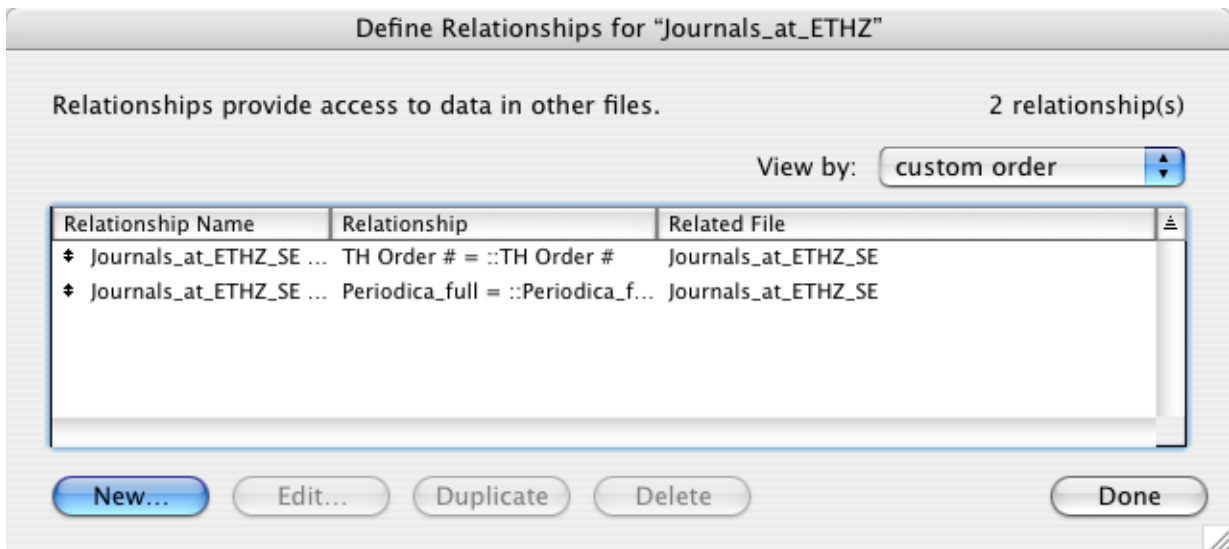 Define Relationships for “Journals_at_ETHZ”
Relationships provide access to data in other files. 2 relationship(s)
View by: custom order
Relationship Name Relationship Related File
Journals_at_ETHZ_SE ... TH Order # = ::TH Order # Journals_at_ETHZ_SE
Journals_at_ETHZ_SE ... Periodica_full = ::Periodica_f... Journals_at_ETHZ_SE
New... Edit... Duplicate Delete Done